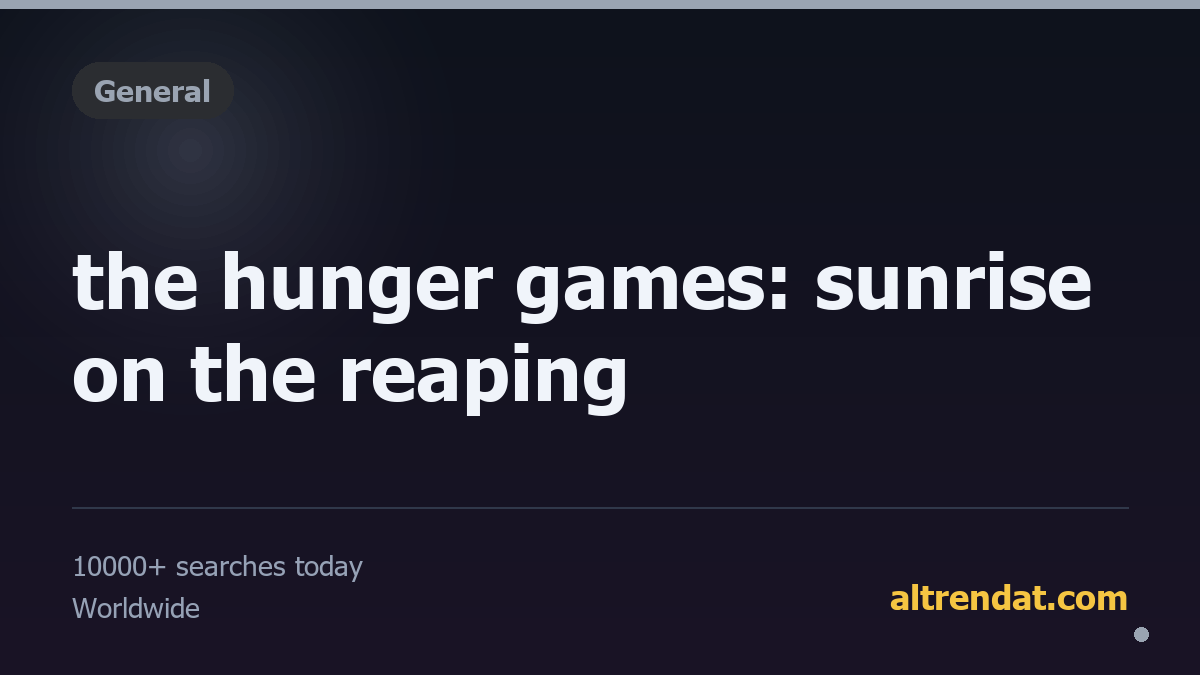 General
the hunger games: sunrise
on the reaping
10000+ searches today
Worldwide
altrendat.com